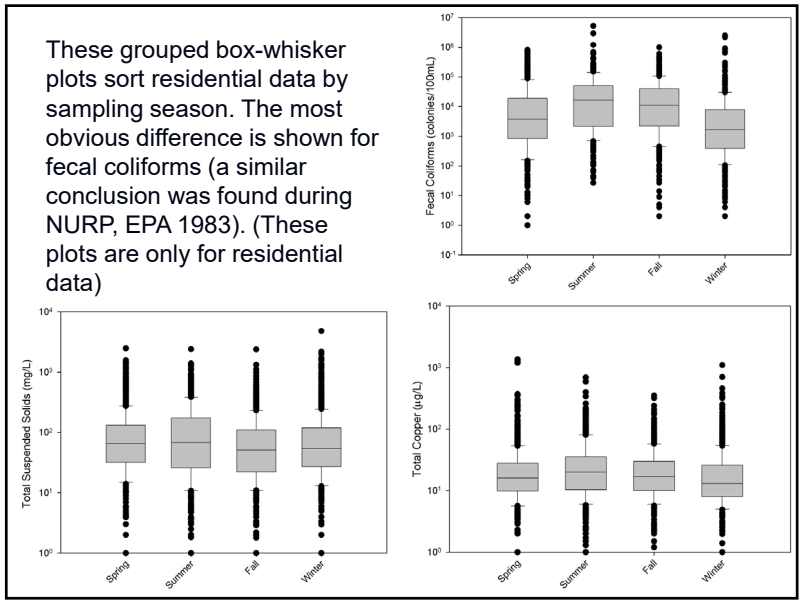 These grouped box-whisker
plots sort residential data by
sampling season. The most
obvious difference is shown for
fecal coliforms (a similar
conclusion was found during
NURP, EPA 1983). (These
plots are only for residential
data)
Fecal Coliforms (colonies/100mL)
10⁷
10⁶
10⁵
10⁴
10³
10²
10¹
10⁰
10⁻¹
Spring
Summer
Fall
Winter
Total Suspended Solids (mg/L)
10⁴
10³
10²
10¹
10⁰
Spring
Summer
Fall
Winter
Total Copper (μg/L)
10⁴
10³
10²
10¹
10⁰
Spring
Summer
Fall
Winter